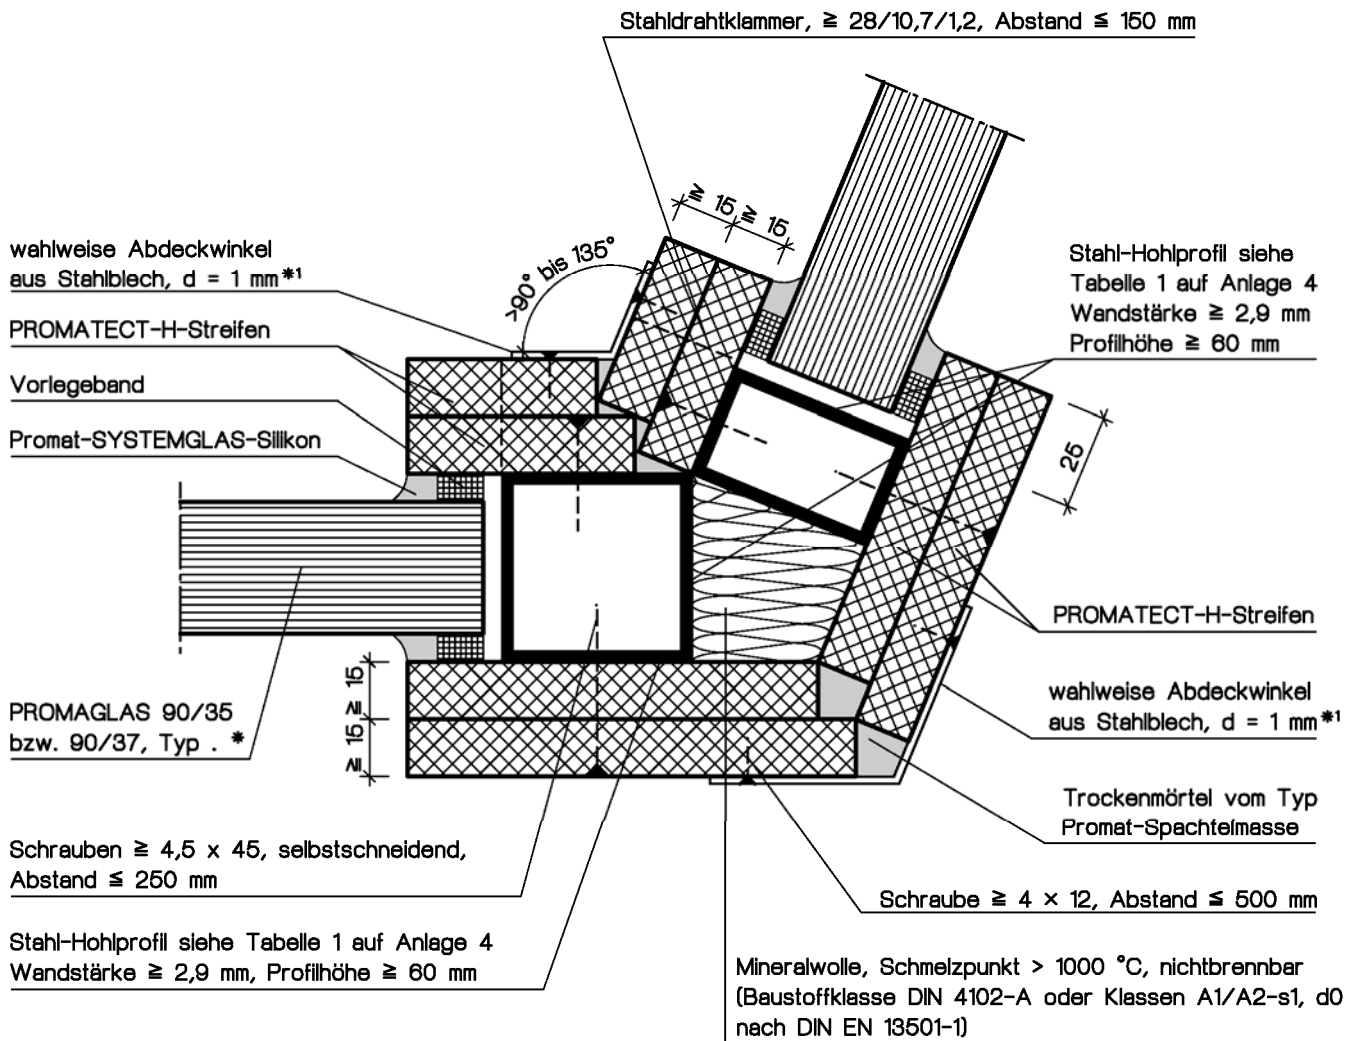 Stahldrahtklammer, ≧ 28/10,7/1,2, Abstand ≦ 150 mm
≧ 15
≧ 15
>90° bis 135°
wahlweise Abdeckwinkel
aus Stahlblech, d = 1 mm*1
PROMATECT-H-Streifen
Vorlegeband
Promat-SYSTEMGLAS-Silikon
Stahl-Hohlprofil siehe
Tabelle 1 auf Anlage 4
Wandstärke ≧ 2,9 mm
Profilhöhe ≧ 60 mm
25
PROMATECT-H-Streifen
wahlweise Abdeckwinkel
aus Stahlblech, d = 1 mm*1
≧ 15
≧ 15
PROMAGLAS 90/35
bzw. 90/37, Typ . *
Trockenmörtel vom Typ
Promat-Spachtelmasse
Schrauben ≧ 4,5 x 45, selbstschneidend,
Abstand ≦ 250 mm
Schraube ≧ 4 × 12, Abstand ≦ 500 mm
Stahl-Hohlprofil siehe Tabelle 1 auf Anlage 4
Wandstärke ≧ 2,9 mm, Profilhöhe ≧ 60 mm
Mineralwolle, Schmelzpunkt > 1000 °C, nichtbrennbar
(Baustoffklasse DIN 4102-A oder Klassen A1/A2-s1, d0
nach DIN EN 13501-1)